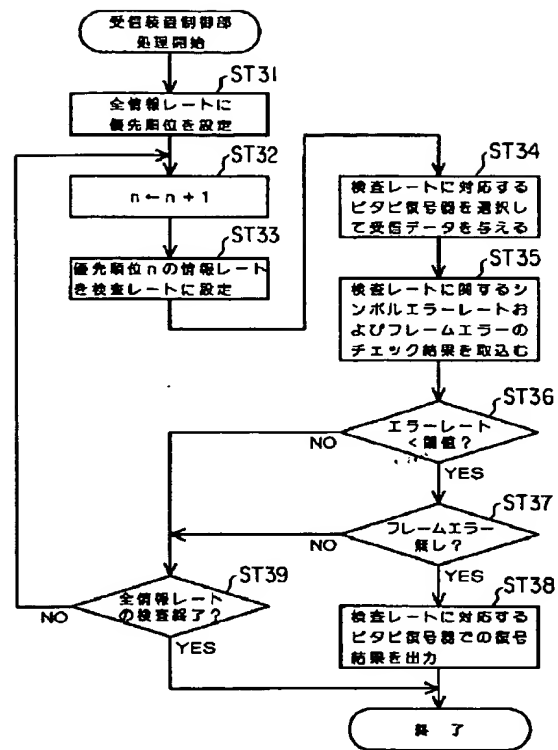 受信装置制御部
処理開始
ST31
全情報レートに
優先順位を設定
ST32
n←n+1
ST33
優先順位nの情報レート
を検査レートに設定
ST34
検査レートに対応する
ビタビ復号器を選択し
て受信データを与える
ST35
検査レートに関するシ
ンボルエラーレートお
よびフレームエラーの
チェック結果を取込む
ST36
エラーレート
<閾値?
NO
YES
ST37
フレームエラー
無し?
NO
YES
ST38
検査レートに対応する
ビタビ復号器での復号
結果を出力
ST39
全情報レート
の検査終了?
NO
YES
終了